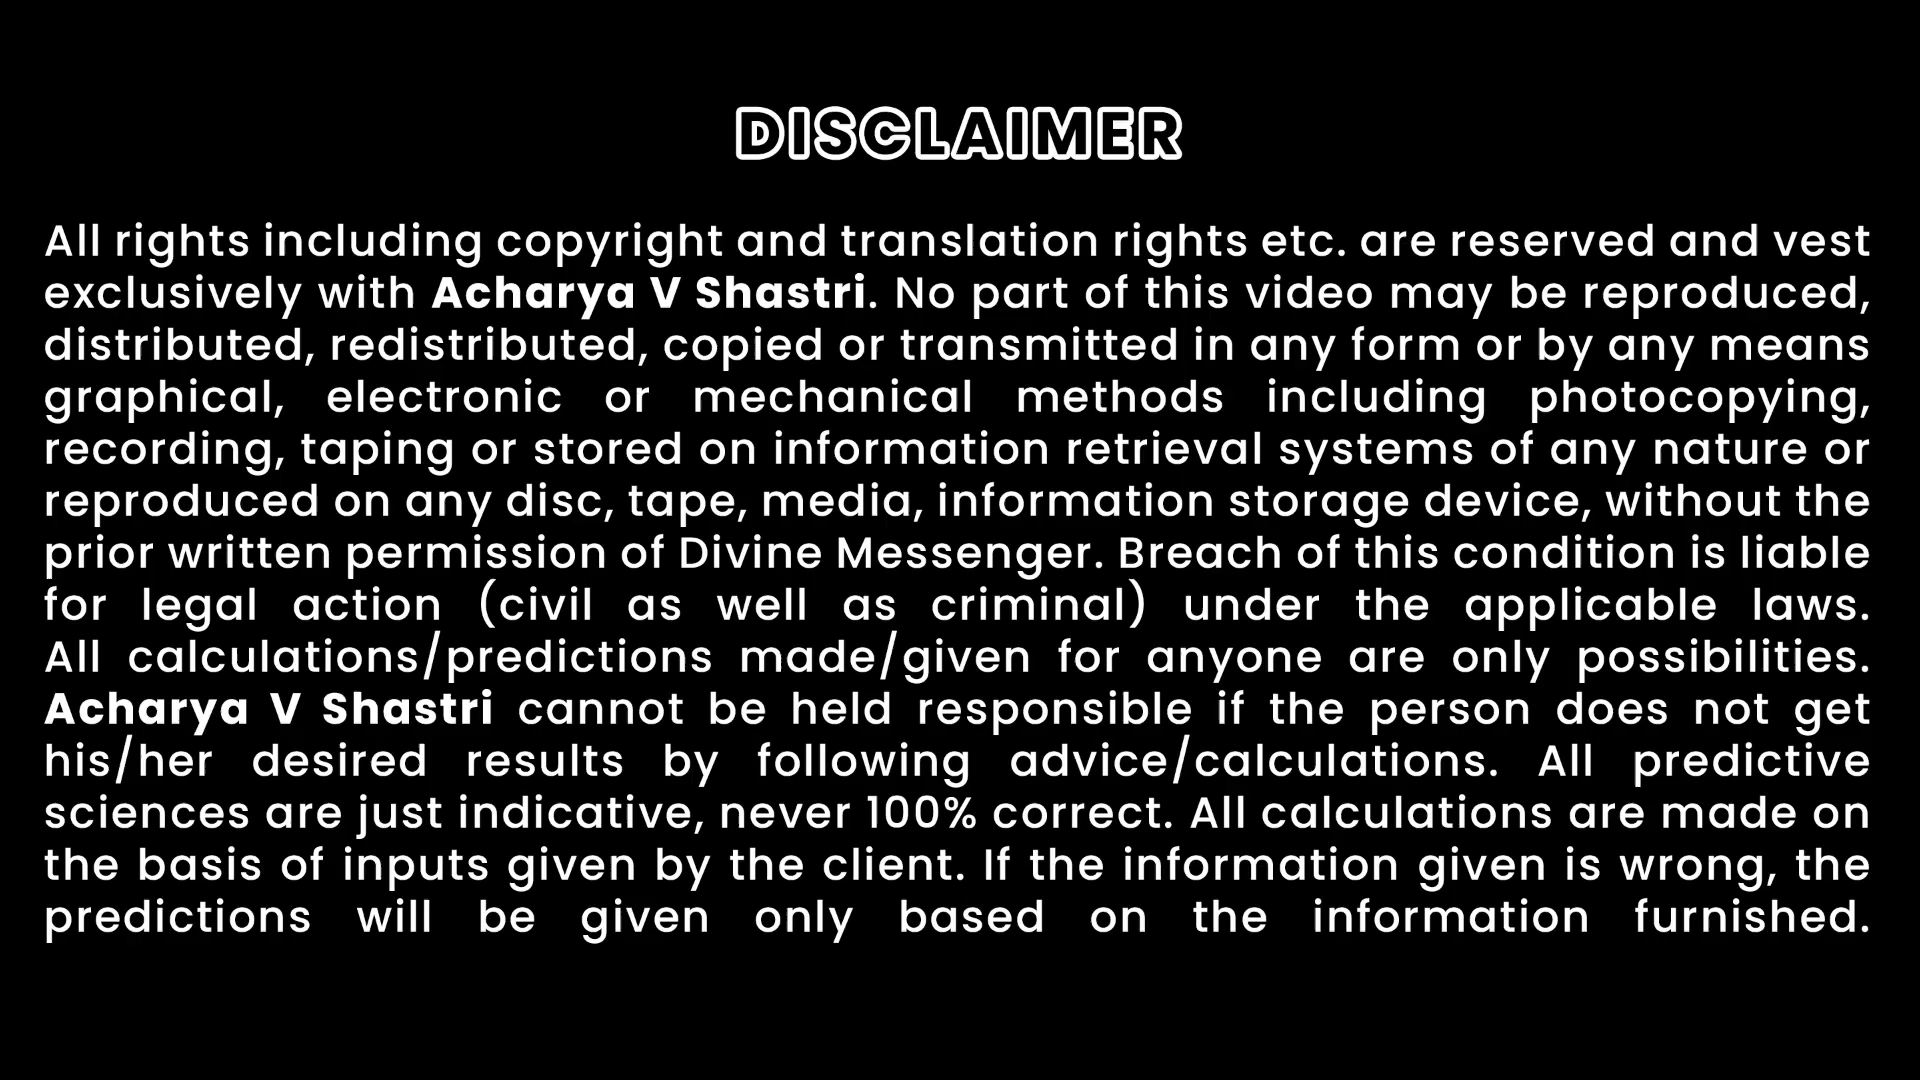 DISCLAIMER
All rights including copyright and translation rights etc. are reserved and vest
exclusively with Acharya V Shastri. No part of this video may be reproduced,
distributed, redistributed, copied or transmitted in any form or by any means
graphical, electronic or mechanical methods including photocopying,
recording, taping or stored on information retrieval systems of any nature or
reproduced on any disc, tape, media, information storage device, without the
prior written permission of Divine Messenger. Breach of this condition is liable
for legal action (civil as well as criminal) under the applicable laws.
All calculations/predictions made/given for anyone are only possibilities.
Acharya V Shastri cannot be held responsible if the person does not get
his/her desired results by following advice/calculations. All predictive
sciences are just indicative, never 100% correct. All calculations are made on
the basis of inputs given by the client. If the information given is wrong, the
predictions will be given only based on the information furnished.